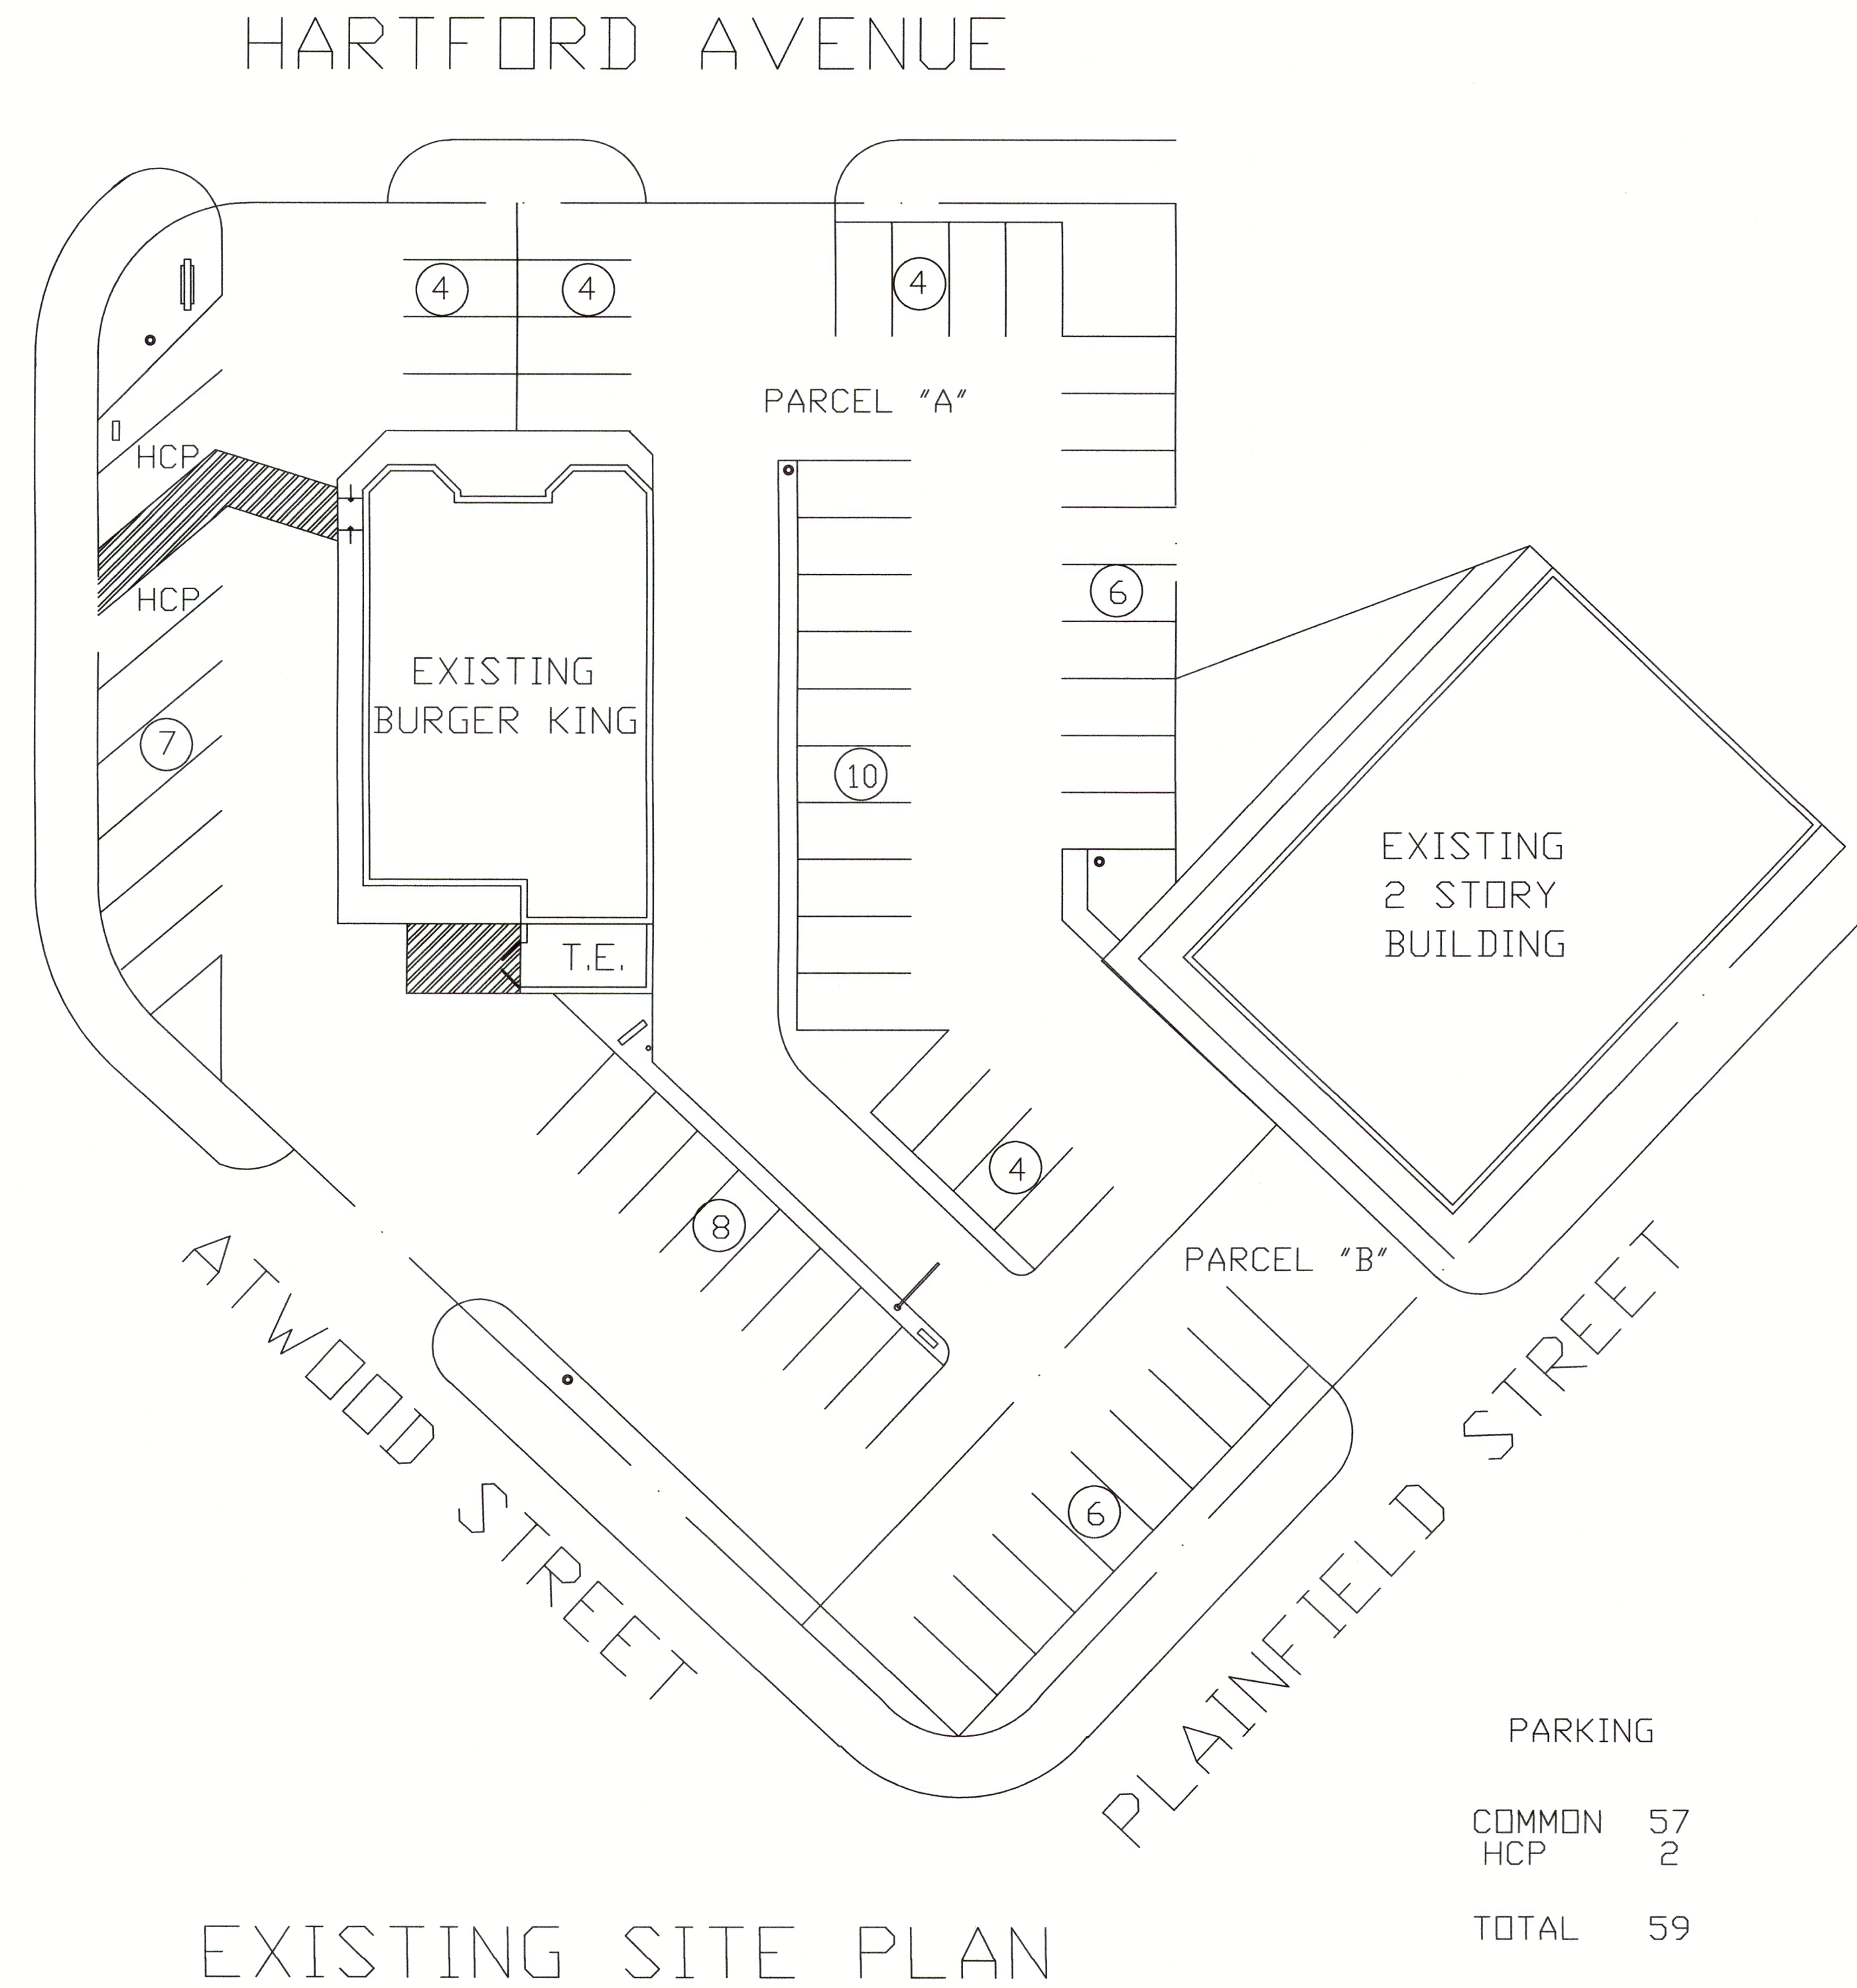 HARTFORD AVENUE
4
4
4
PARCEL "A"
HCP
HCP
6
EXISTING
BURGER KING
7
10
EXISTING
2 STORY
BUILDING
T.E.
4
8
PARCEL "B"
ATWOOD STREET
6
PLAINFIELD STREET
PARKING
COMMON 57
HCP 2
TOTAL 59
EXISTING SITE PLAN